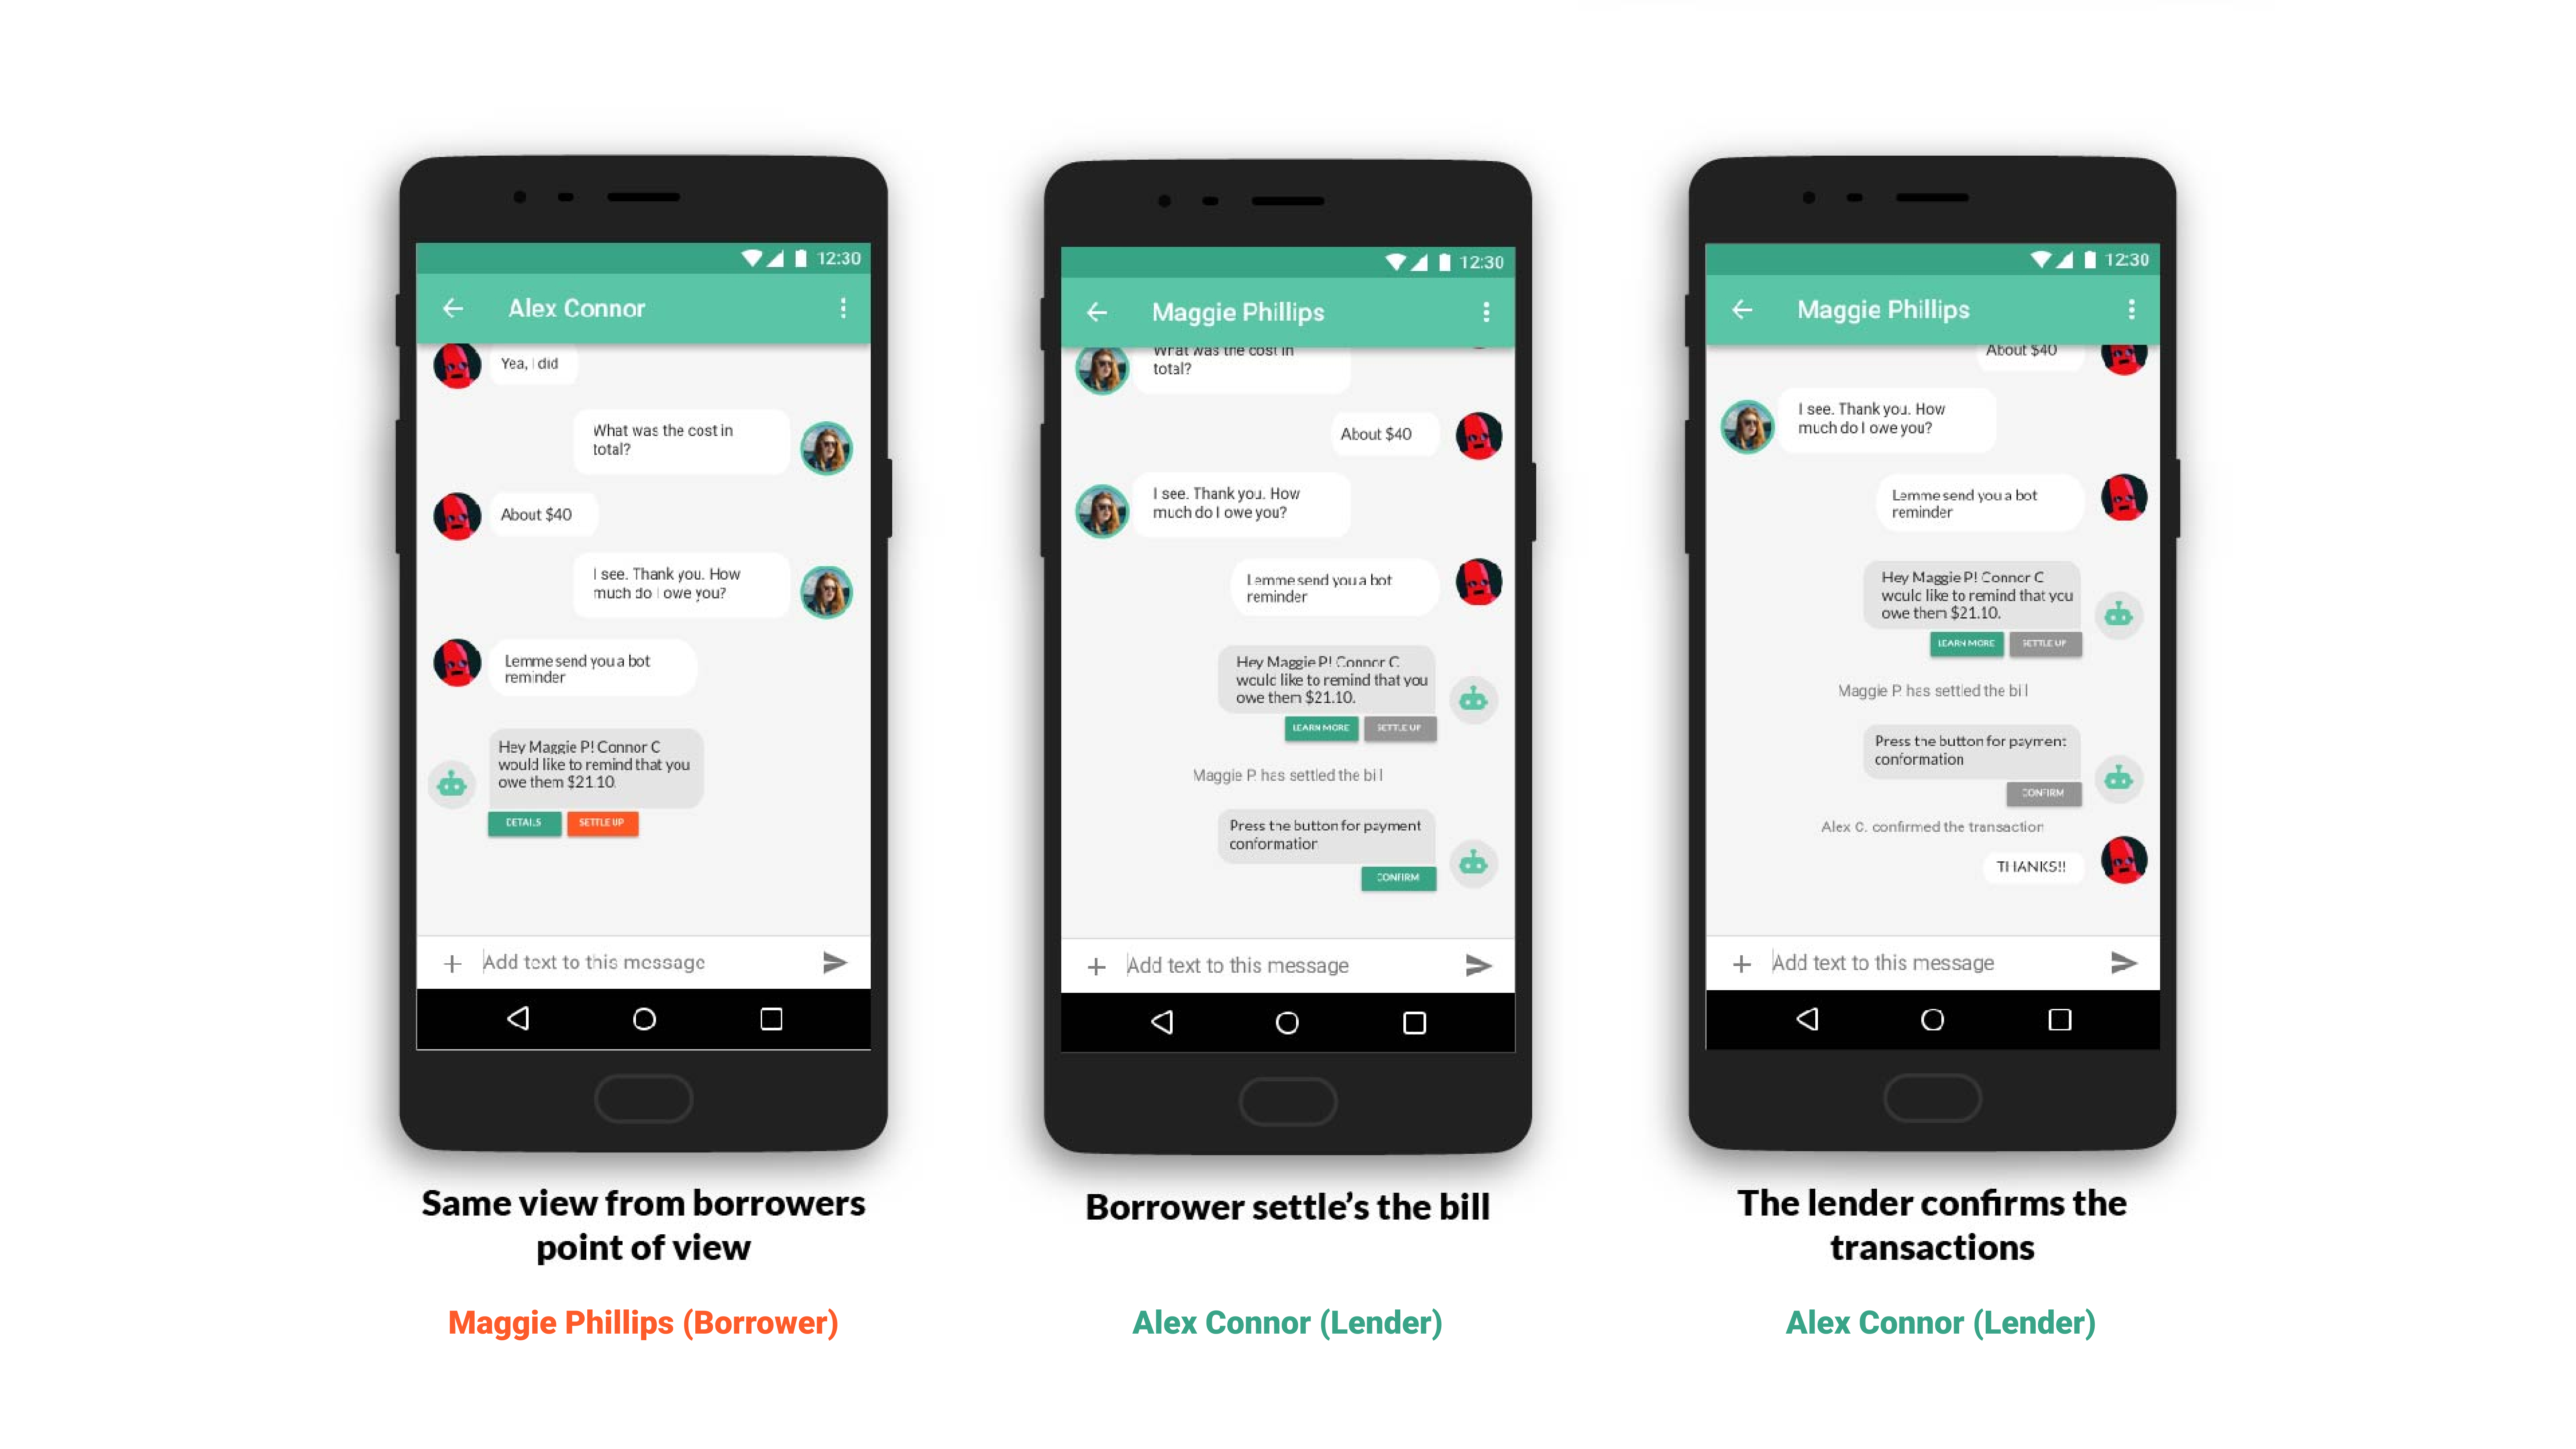 12:30
Alex Connor
Yea, I did
What was the cost in
total?
About $40
I see. Thank you. How
much do I owe you?
Lemme send you a bot
reminder
Hey Maggie P! Connor C
would like to remind that you
owe them $21.10.
DETAILS SETTLE UP
Add text to this message
Same view from borrowers
point of view
Maggie Phillips (Borrower)
12:30
Maggie Phillips
What was the cost in
total?
About $40
I see. Thank you. How
much do I owe you?
Lemme send you a bot
reminder
Hey Maggie P! Connor C
would like to remind that you
owe them $21.10.
LEARN MORE SETTLE UP
Maggie P. has settled the bill
Press the button for payment
conformation
CONFIRM
Add text to this message
Borrower settle's the bill
Alex Connor (Lender)
12:30
Maggie Phillips
About $40
I see. Thank you. How
much do I owe you?
Lemme send you a bot
reminder
Hey Maggie P! Connor C
would like to remind that you
owe them $21.10.
LEARN MORE SETTLE UP
Maggie P. has settled the bill
Press the button for payment
conformation
CONFIRM
Alex C. confirmed the transaction
THANKS!!
Add text to this message
The lender confirms the
transactions
Alex Connor (Lender)